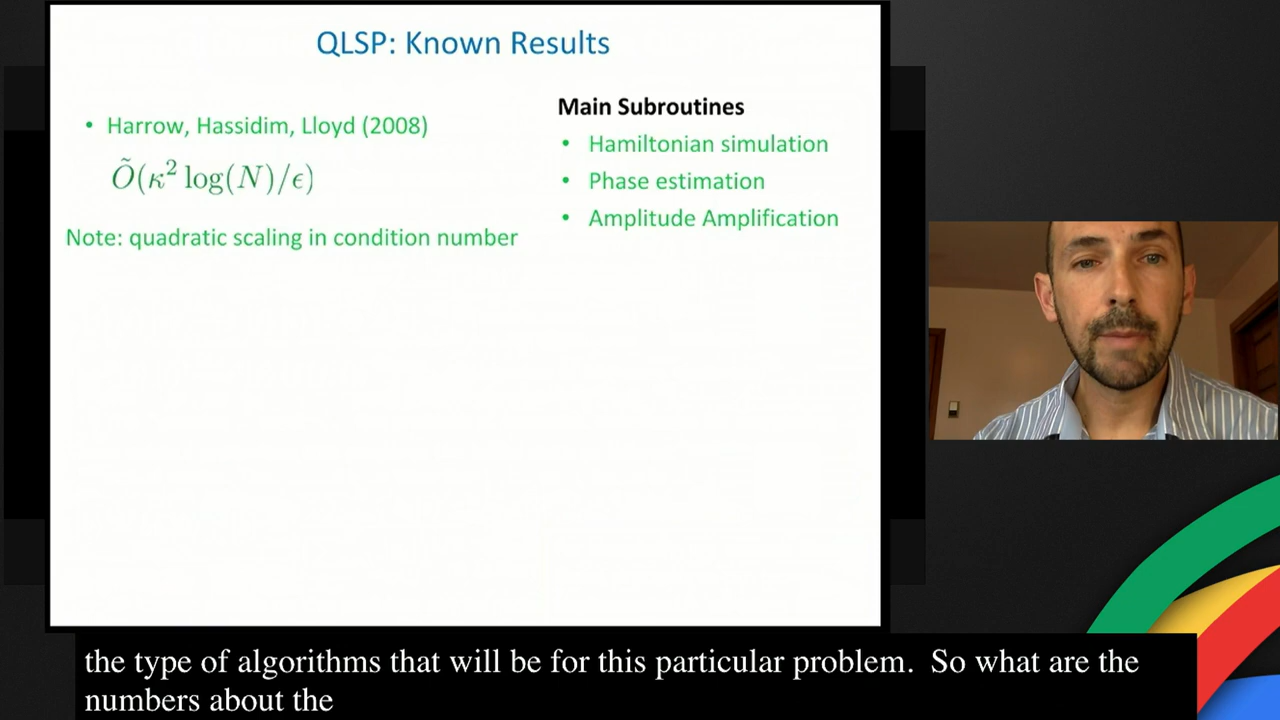 QLSP: Known Results
• Harrow, Hassidim, Lloyd (2008)
Õ(κ² log(N)/ϵ)
Note: quadratic scaling in condition number
Main Subroutines
• Hamiltonian simulation
• Phase estimation
• Amplitude Amplification
the type of algorithms that will be for this particular problem.  So what are the
numbers about the